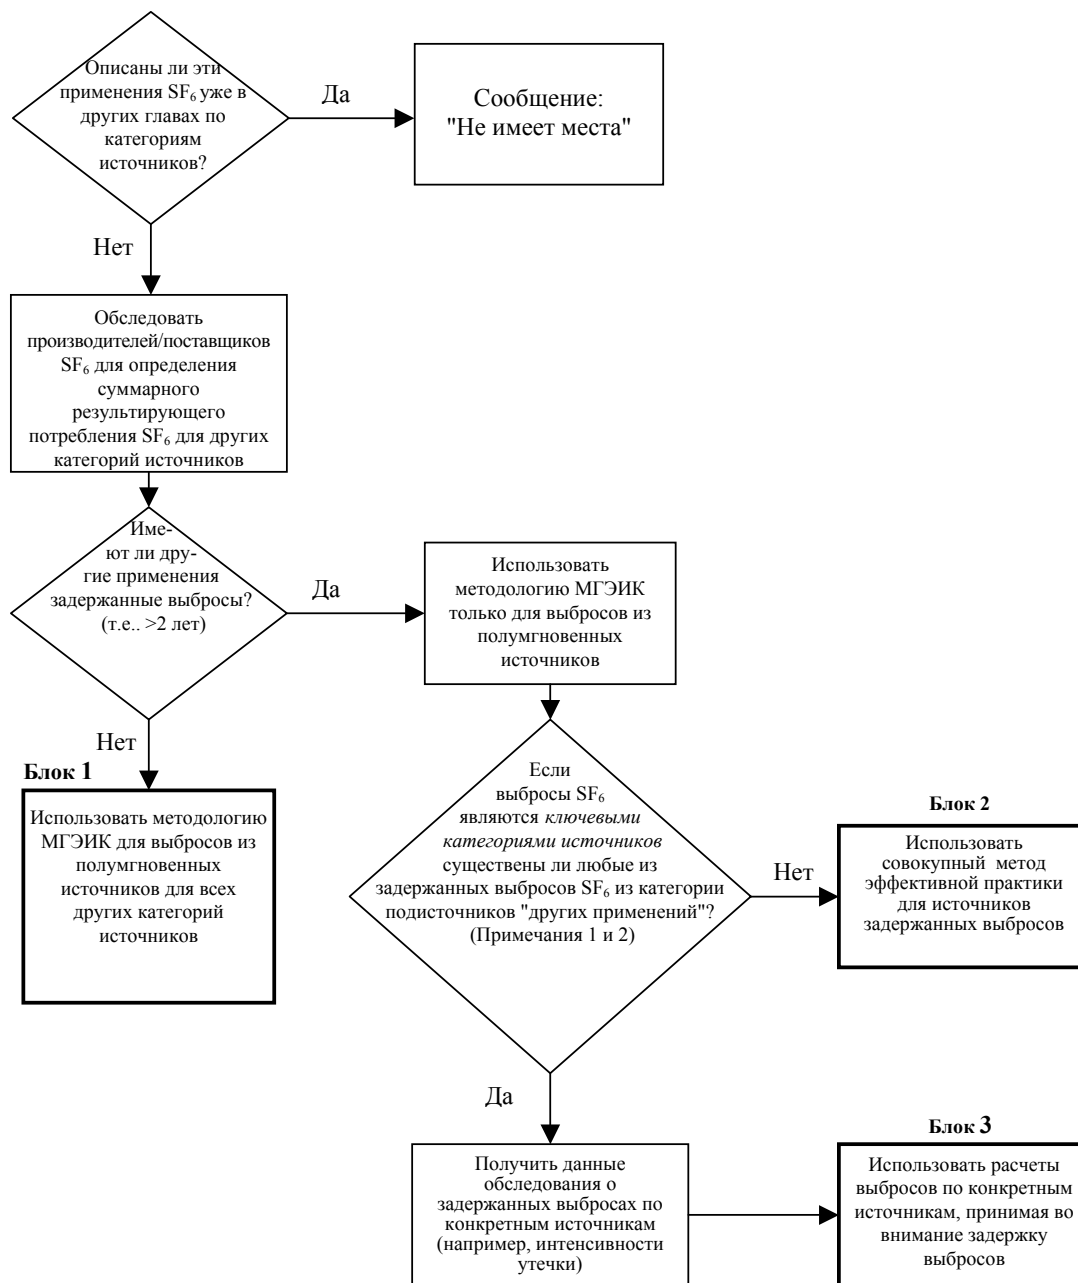 Описаны ли эти
применения SF₆ уже в
других главах по
категориям
источников?
Да
Сообщение:
"Не имеет места"
Нет
Обследовать
производителей/поставщиков
SF₆ для определения
суммарного
результирующего
потребления SF₆ для других
категорий источников
Име-
ют ли дру-
гие применения
задержанные выбросы?
(т.е.. >2 лет)
Да
Использовать
методологию МГЭИК
только для выбросов из
полумгновенных
источников
Нет
Блок 1
Использовать методологию
МГЭИК для выбросов из
полумгновенных
источников для всех
других категорий
источников
Если
выбросы SF₆
являются ключевыми
категориями источников
существены ли любые из
задержанных выбросов SF₆ из категории
подисточников "других применений"?
(Примечания 1 и 2)
Нет
Блок 2
Использовать
совокупный метод
эффективной практики
для источников
задержанных выбросов
Да
Получить данные
обследования о
задержанных выбросах по
конкретным источникам
(например, интенсивности
утечки)
Блок 3
Использовать расчеты
выбросов по конкретным
источникам, принимая во
внимание задержку
выбросов